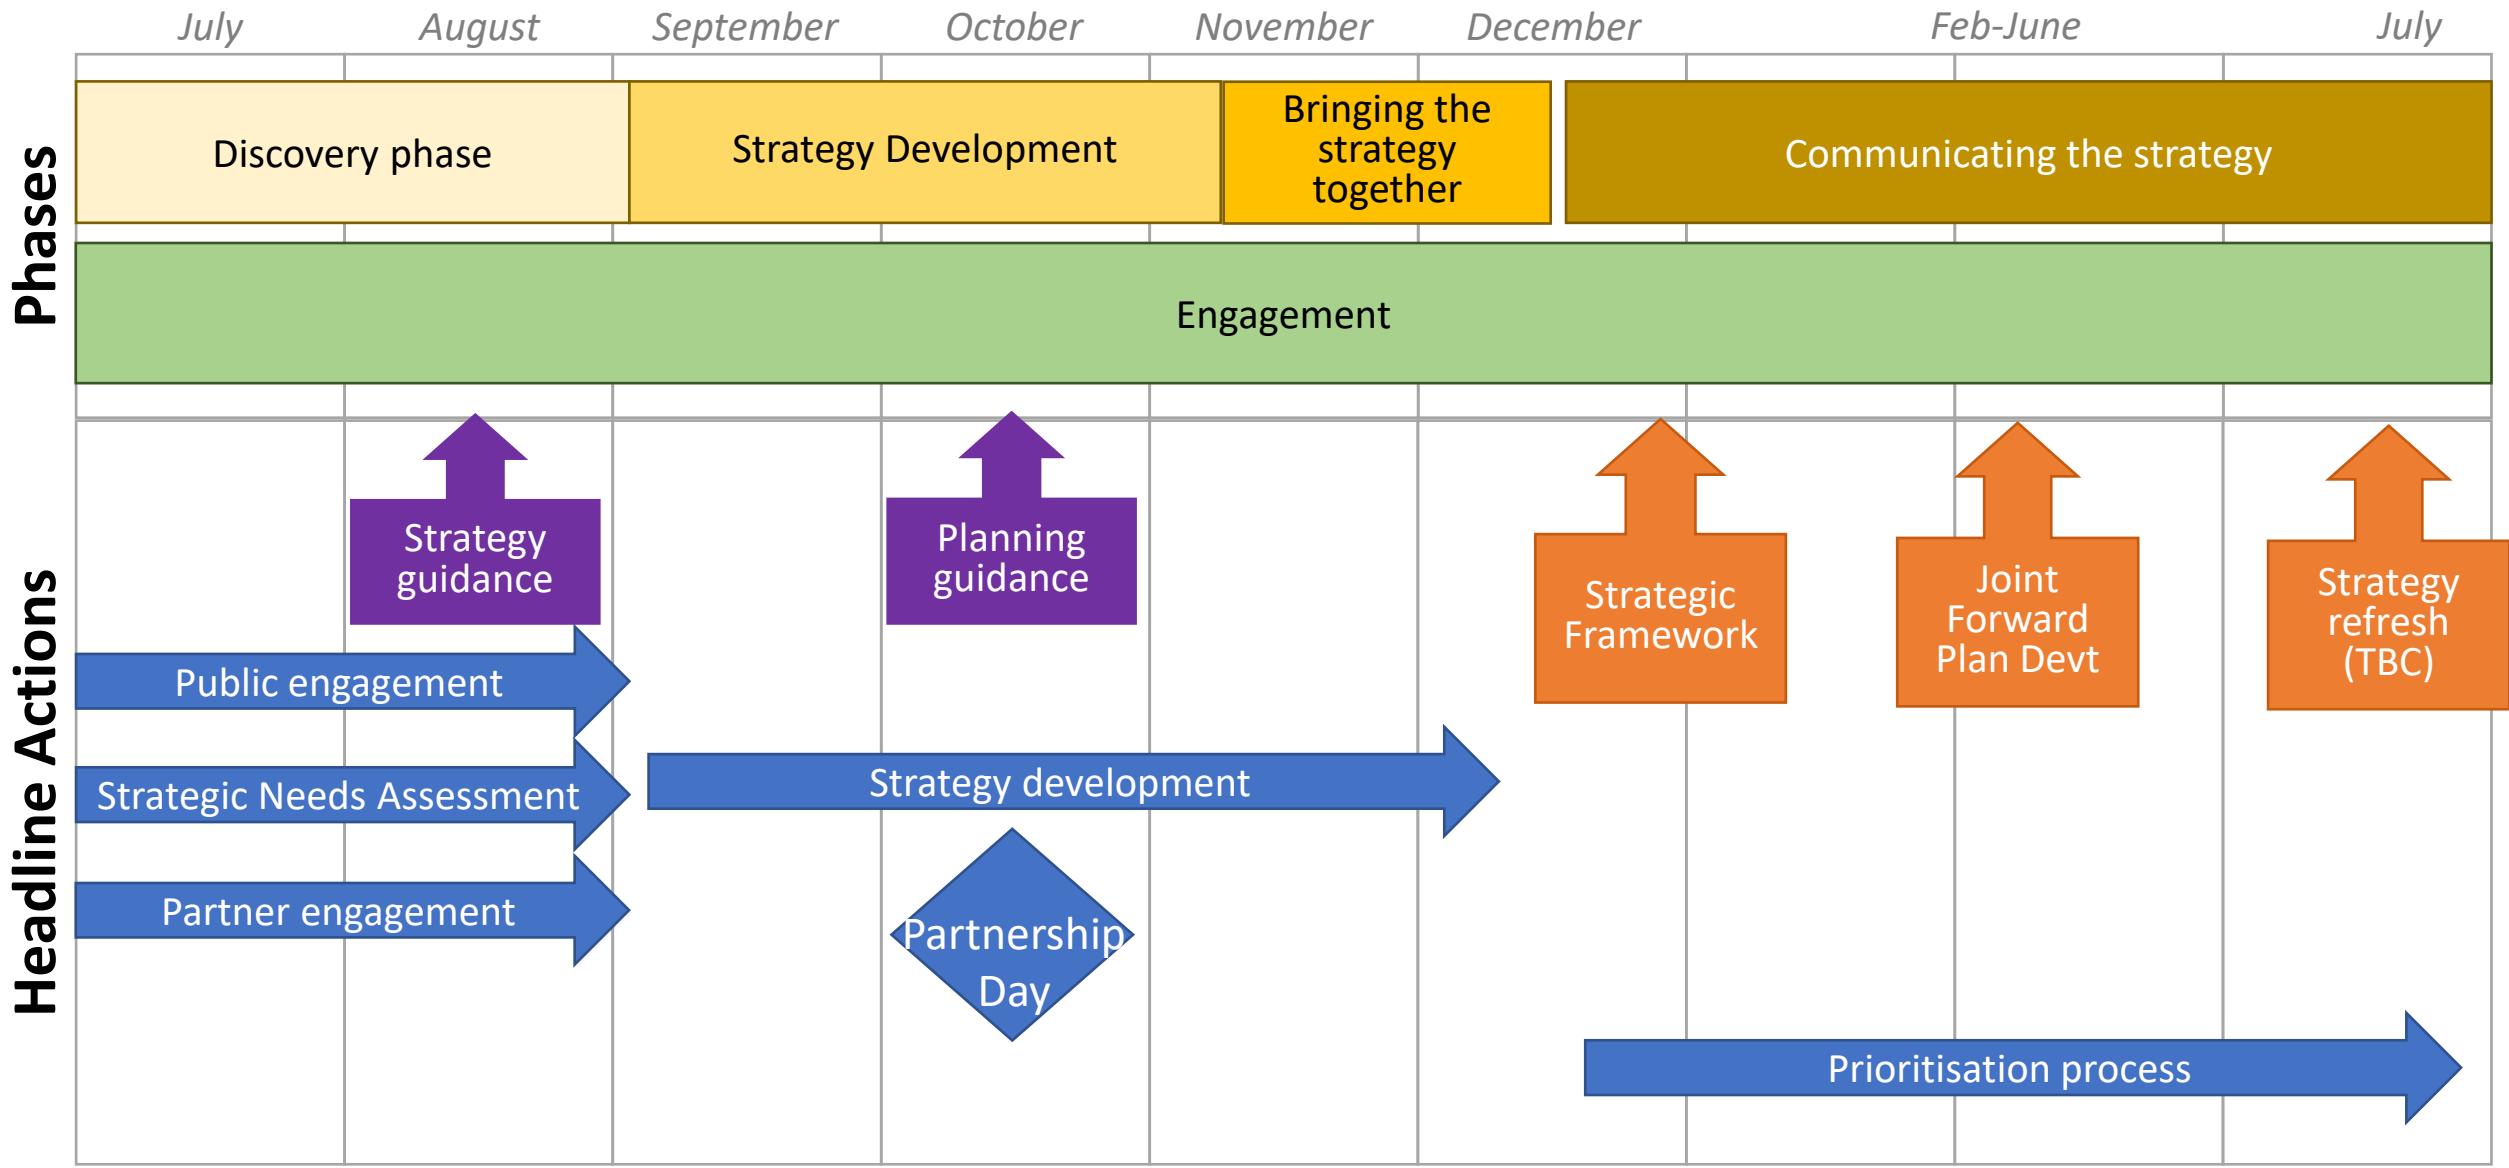 July
August
September
October
November
December
Feb-June
July
Phases
Discovery phase
Strategy Development
Bringing the
strategy
together
Communicating the strategy
Engagement
Headline Actions
Strategy
guidance
Planning
guidance
Strategic
Framework
Joint
Forward
Plan Devt
Strategy
refresh
(TBC)
Public engagement
Strategic Needs Assessment
Strategy development
Partner engagement
Partnership
Day
Prioritisation process